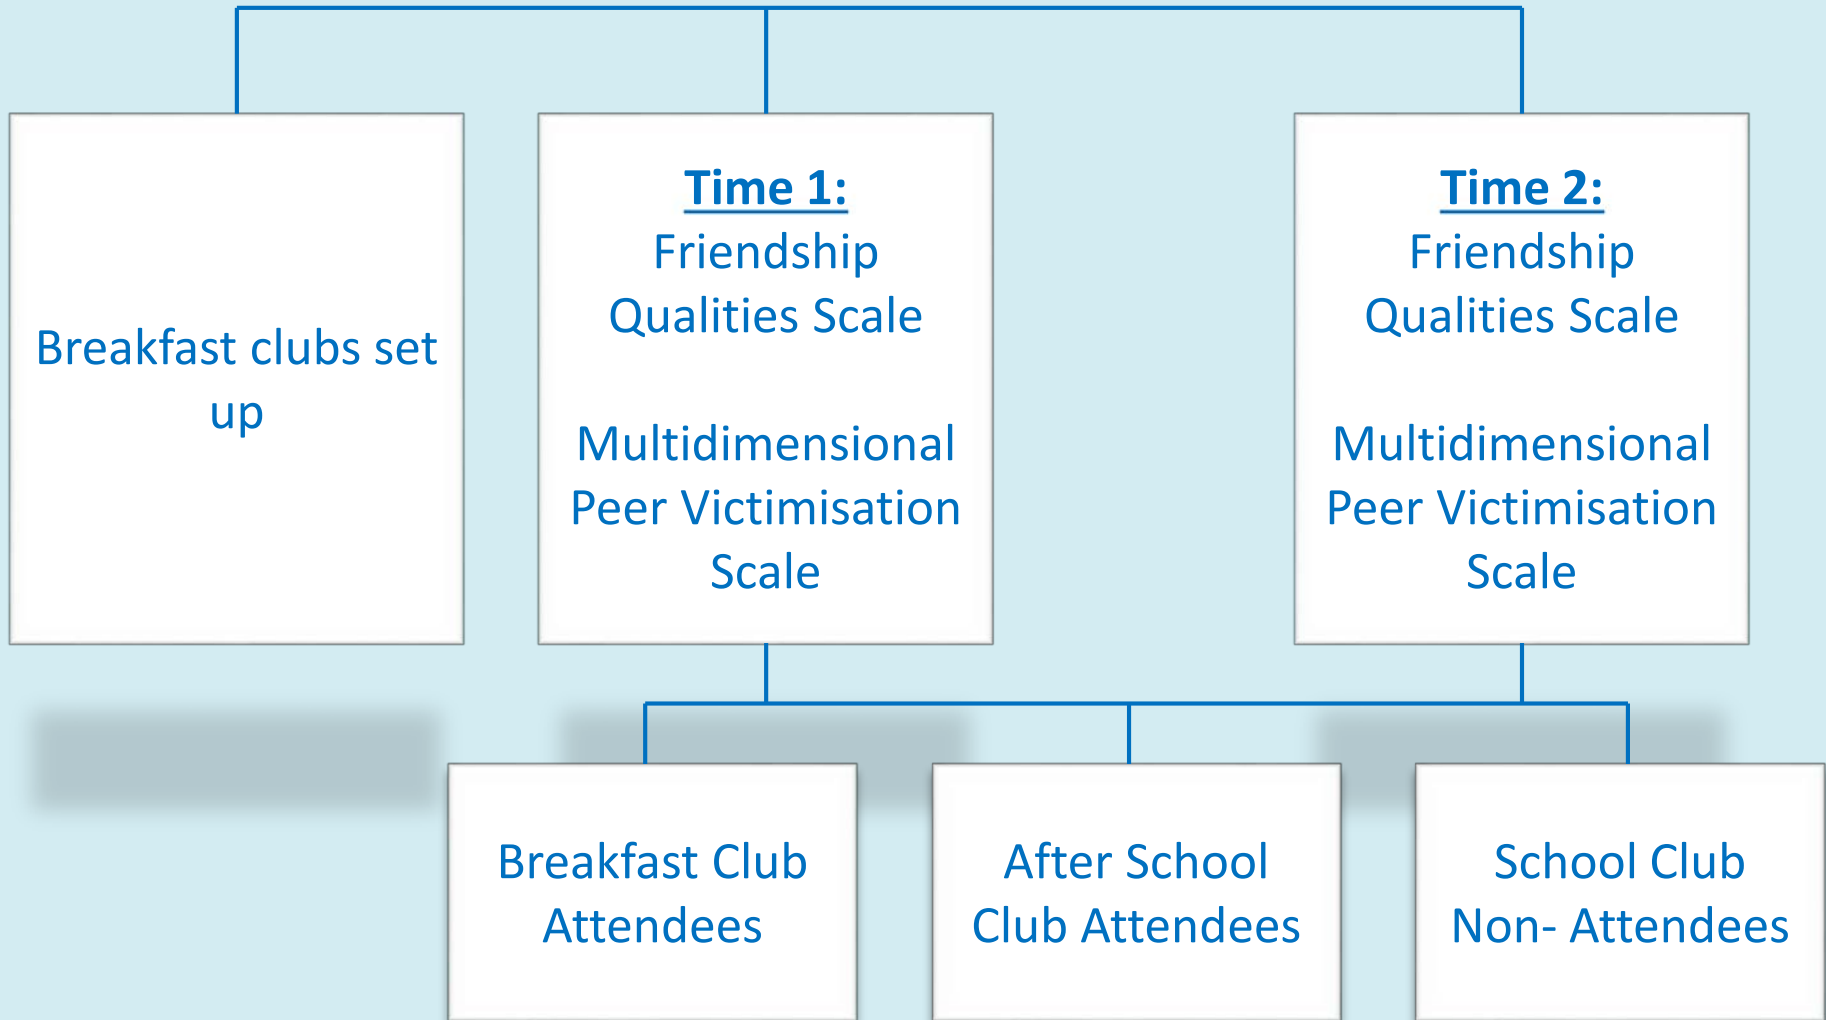 Breakfast clubs set
up
Time 1:
Friendship
Qualities Scale
Multidimensional
Peer Victimisation
Scale
Time 2:
Friendship
Qualities Scale
Multidimensional
Peer Victimisation
Scale
Breakfast Club
Attendees
After School
Club Attendees
School Club
Non- Attendees